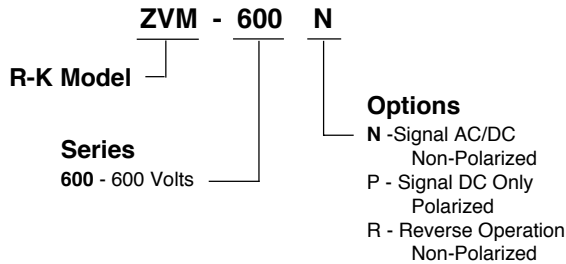 ZVM - 600 N
R-K Model
Series
600 - 600 Volts
Options
N -Signal AC/DC
Non-Polarized
P - Signal DC Only
Polarized
R - Reverse Operation
Non-Polarized